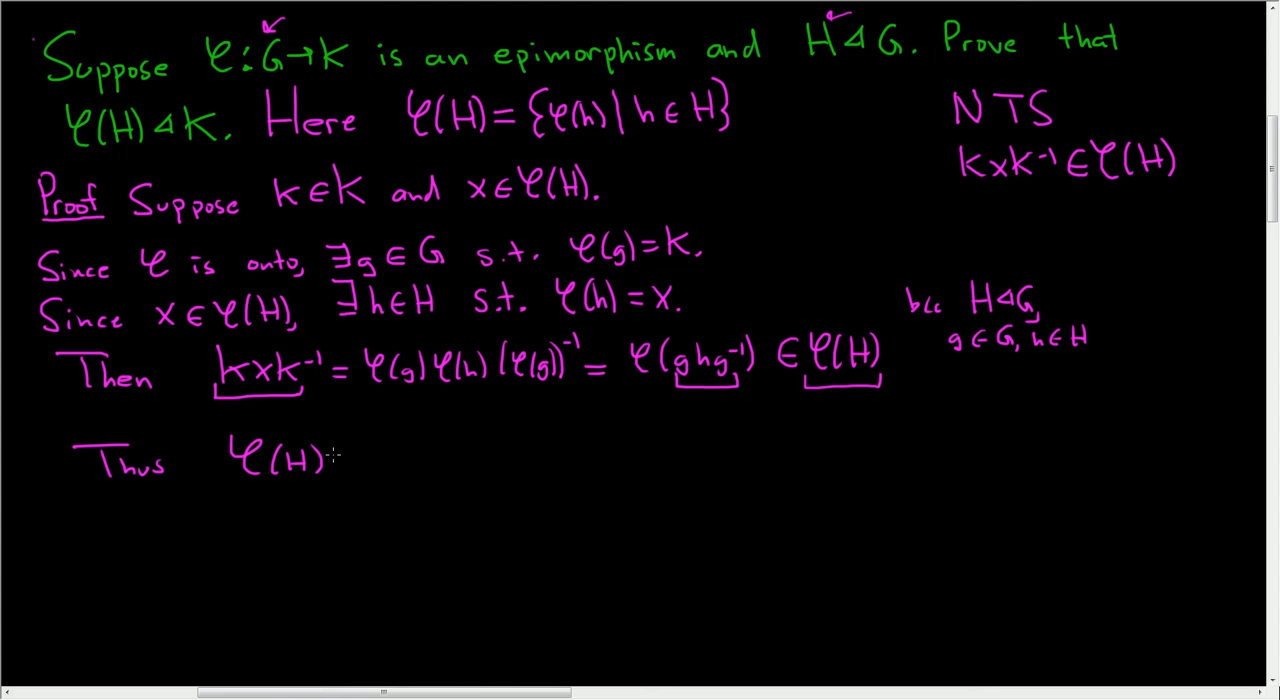 Suppose φ: G→K is an epimorphism and H ⊲ G. Prove that
φ(H) ⊲ K. Here φ(H) = {φ(h) | h ∈ H}
NTS
kxk⁻¹ ∈ φ(H)
Proof Suppose k ∈ K and x ∈ φ(H).
Since φ is onto, ∃g ∈ G s.t. φ(g) = k.
Since x ∈ φ(H), ∃h ∈ H s.t. φ(h) = x.
bcc H ⊲ G,
g ∈ G, h ∈ H
Then kxk⁻¹ = φ(g)φ(h)(φ(g))⁻¹ = φ(ghg⁻¹) ∈ φ(H)
Thus φ(H)